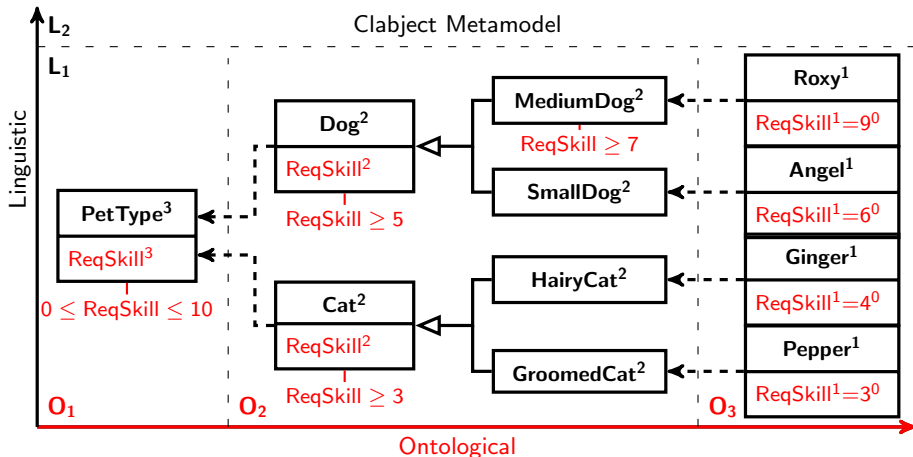 L₂
Clabject Metamodel
L₁
Linguistic
PetType³
ReqSkill³
0 ≤ ReqSkill ≤ 10
Dog²
ReqSkill²
ReqSkill ≥ 5
Cat²
ReqSkill²
ReqSkill ≥ 3
MediumDog²
ReqSkill ≥ 7
SmallDog²
HairyCat²
GroomedCat²
Roxy¹
ReqSkill¹=9⁰
Angel¹
ReqSkill¹=6⁰
Ginger¹
ReqSkill¹=4⁰
Pepper¹
ReqSkill¹=3⁰
O₁
O₂
O₃
Ontological